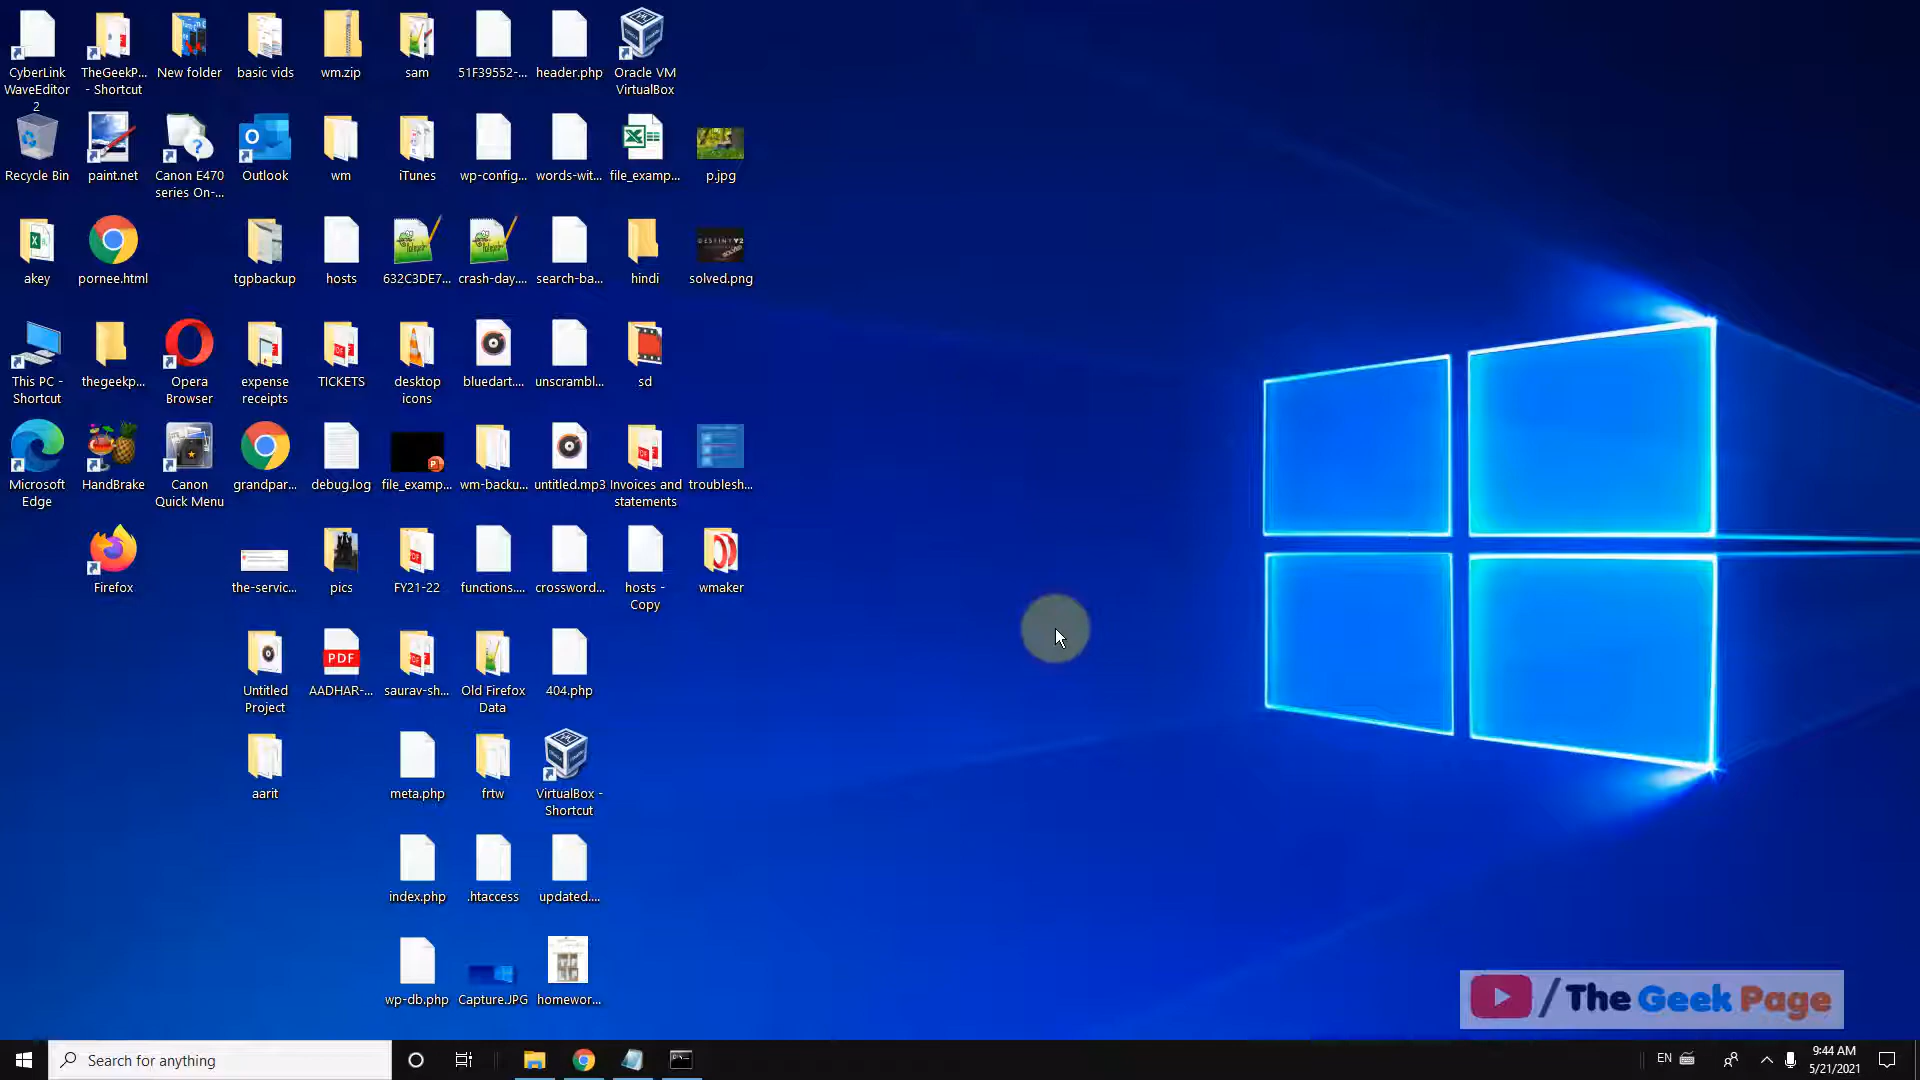 CyberLink
WaveEditor
2
TheGeekP...
- Shortcut
New folder
basic vids
wm.zip
sam
51F39552-...
header.php
Oracle VM
VirtualBox
Recycle Bin
paint.net
Canon E470
series On-...
Outlook
wm
iTunes
wp-config...
words-wit...
file_examp...
p.jpg
akey
pornee.html
tgpbackup
hosts
632C3DE7...
crash-day....
search-ba...
hindi
solved.png
This PC -
Shortcut
thegeekp...
Opera
Browser
expense
receipts
TICKETS
desktop
icons
bluedart....
unscrambl...
sd
Microsoft
Edge
HandBrake
Canon
Quick Menu
grandpar...
debug.log
file_examp...
wm-backu...
untitled.mp3
Invoices and
statements
troublesh...
Firefox
the-servic...
pics
FY21-22
functions....
crossword...
hosts -
Copy
wmaker
Untitled
Project
PDF
AADHAR-...
saurav-sh...
Old Firefox
Data
404.php
aarit
meta.php
frtw
VirtualBox -
Shortcut
index.php
.htaccess
updated....
wp-db.php
Capture.JPG
homewor...
/ The Geek Page
Search for anything
EN
9:44 AM
5/21/2021